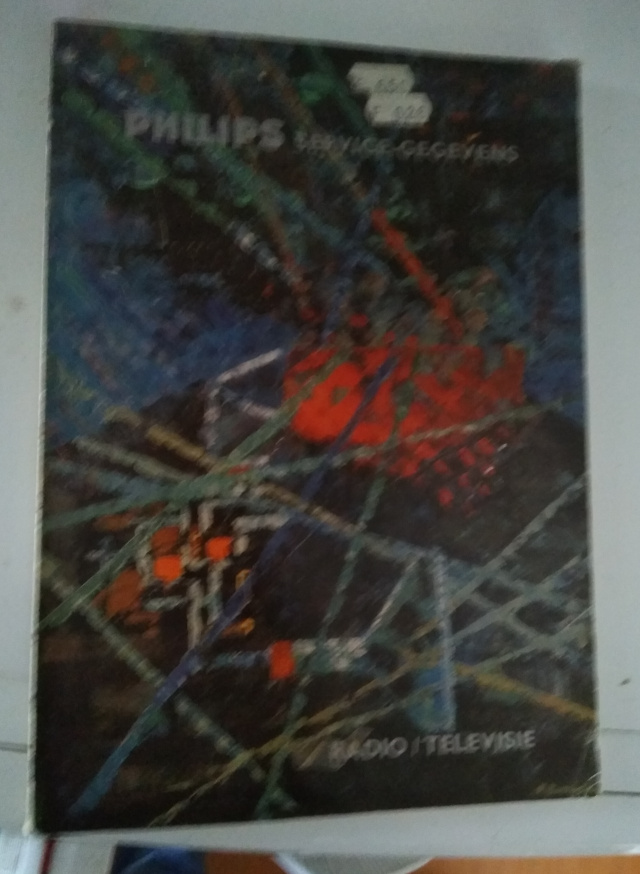 PHILIPS SERVICE-GEGEVENS
RADIO / TELEVISIE